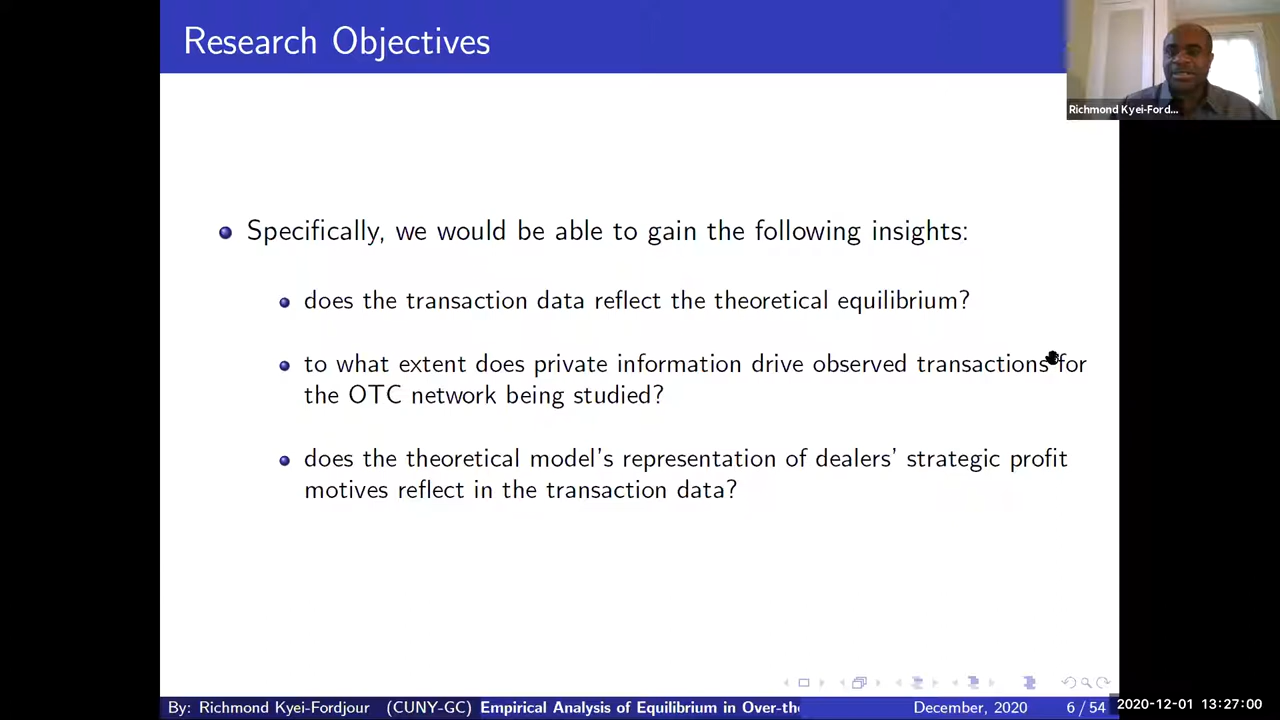 Research Objectives
Richmond Kyei-Ford...
Specifically, we would be able to gain the following insights:
does the transaction data reflect the theoretical equilibrium?
to what extent does private information drive observed transactions for
the OTC network being studied?
does the theoretical model's representation of dealers' strategic profit
motives reflect in the transaction data?
By: Richmond Kyei-Fordjour (CUNY-GC) Empirical Analysis of Equilibrium in Over-the December, 2020 6 / 54 2020-12-01 13:27:00